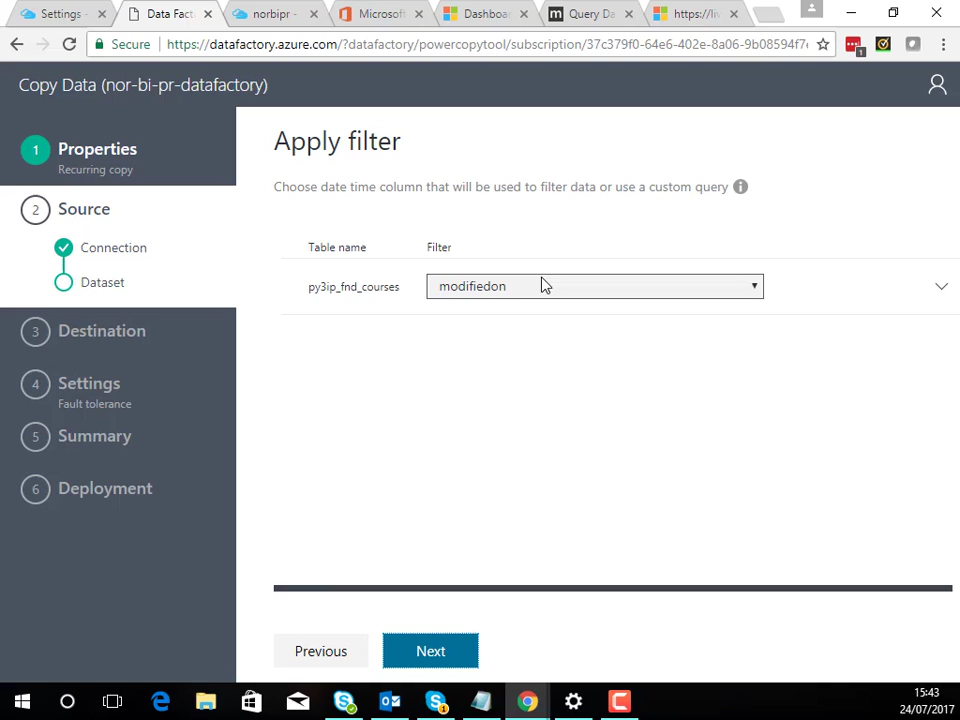 Settings -
Data Fact
norbipr -
Microsoft
Dashboa
Query Da
https://li
Secure
https://datafactory.azure.com/?datafactory/powercopytool/subscription/37c379f0-64e6-402e-8a06-9b08594f7
Copy Data (nor-bi-pr-datafactory)
1
Properties
Recurring copy
2
Source
Connection
Dataset
3
Destination
4
Settings
Fault tolerance
5
Summary
6
Deployment
Apply filter
Choose date time column that will be used to filter data or use a custom query
Table name
Filter
py3ip_fnd_courses
modifiedon
Previous
Next
15:43
24/07/2017